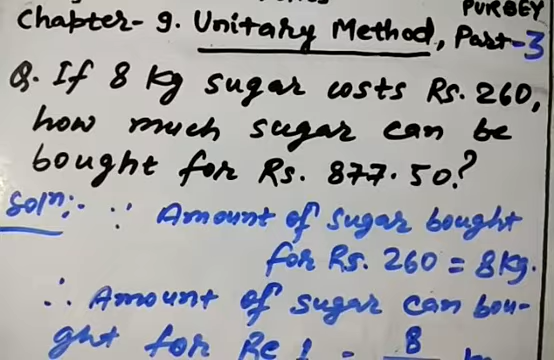 PURBEY
Chapter- 9. Unitary Method, Part-3
Q. If 8 Kg sugar costs Rs. 260,
how much sugar can be
bought for Rs. 877.50?
Soln:- ∵ Amount of sugar bought
for Rs. 260 = 8Kg.
∴ Amount of sugar can bou-
ght for Re 1 = 8